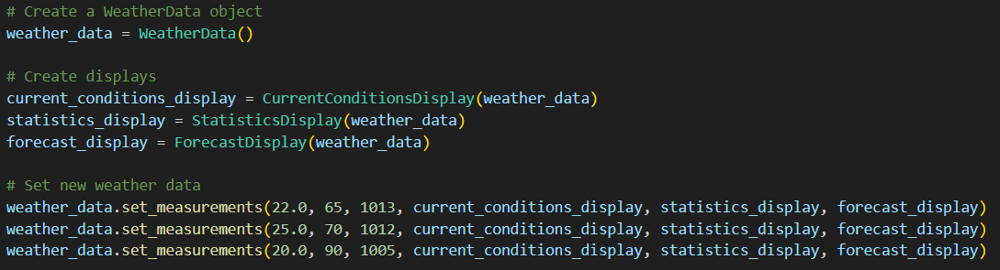 # Create a WeatherData object
weather_data = WeatherData()
# Create displays
current_conditions_display = CurrentConditionsDisplay(weather_data)
statistics_display = StatisticsDisplay(weather_data)
forecast_display = ForecastDisplay(weather_data)
# Set new weather data
weather_data.set_measurements(22.0, 65, 1013, current_conditions_display, statistics_display, forecast_display)
weather_data.set_measurements(25.0, 70, 1012, current_conditions_display, statistics_display, forecast_display)
weather_data.set_measurements(20.0, 90, 1005, current_conditions_display, statistics_display, forecast_display)